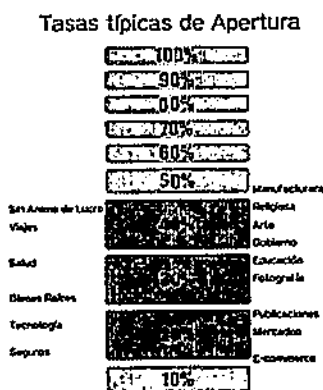 Tasas típicas de Apertura
100%
90%
80%
70%
60%
50%
Manufactura
Sin Animo de Lucro
Religiosa
Viajes
Arte
Gobierno
Salud
Educación
Fotografía
Bienes Raíces
Publicaciones
Tecnología
Mercadeo
Seguros
E-commerce
10%